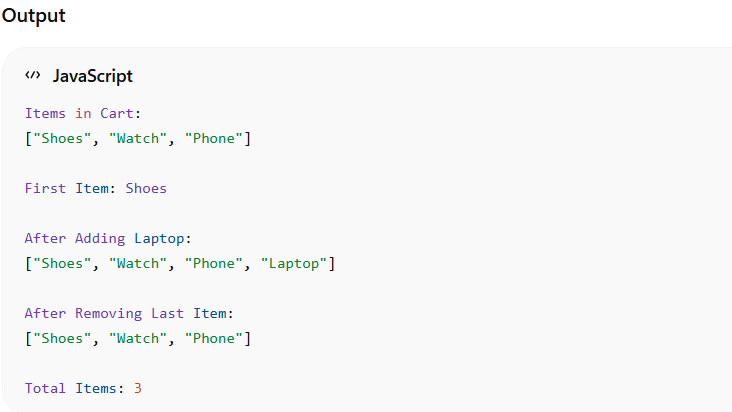 Output
</> JavaScript
Items in Cart:
["Shoes", "Watch", "Phone"]
First Item: Shoes
After Adding Laptop:
["Shoes", "Watch", "Phone", "Laptop"]
After Removing Last Item:
["Shoes", "Watch", "Phone"]
Total Items: 3